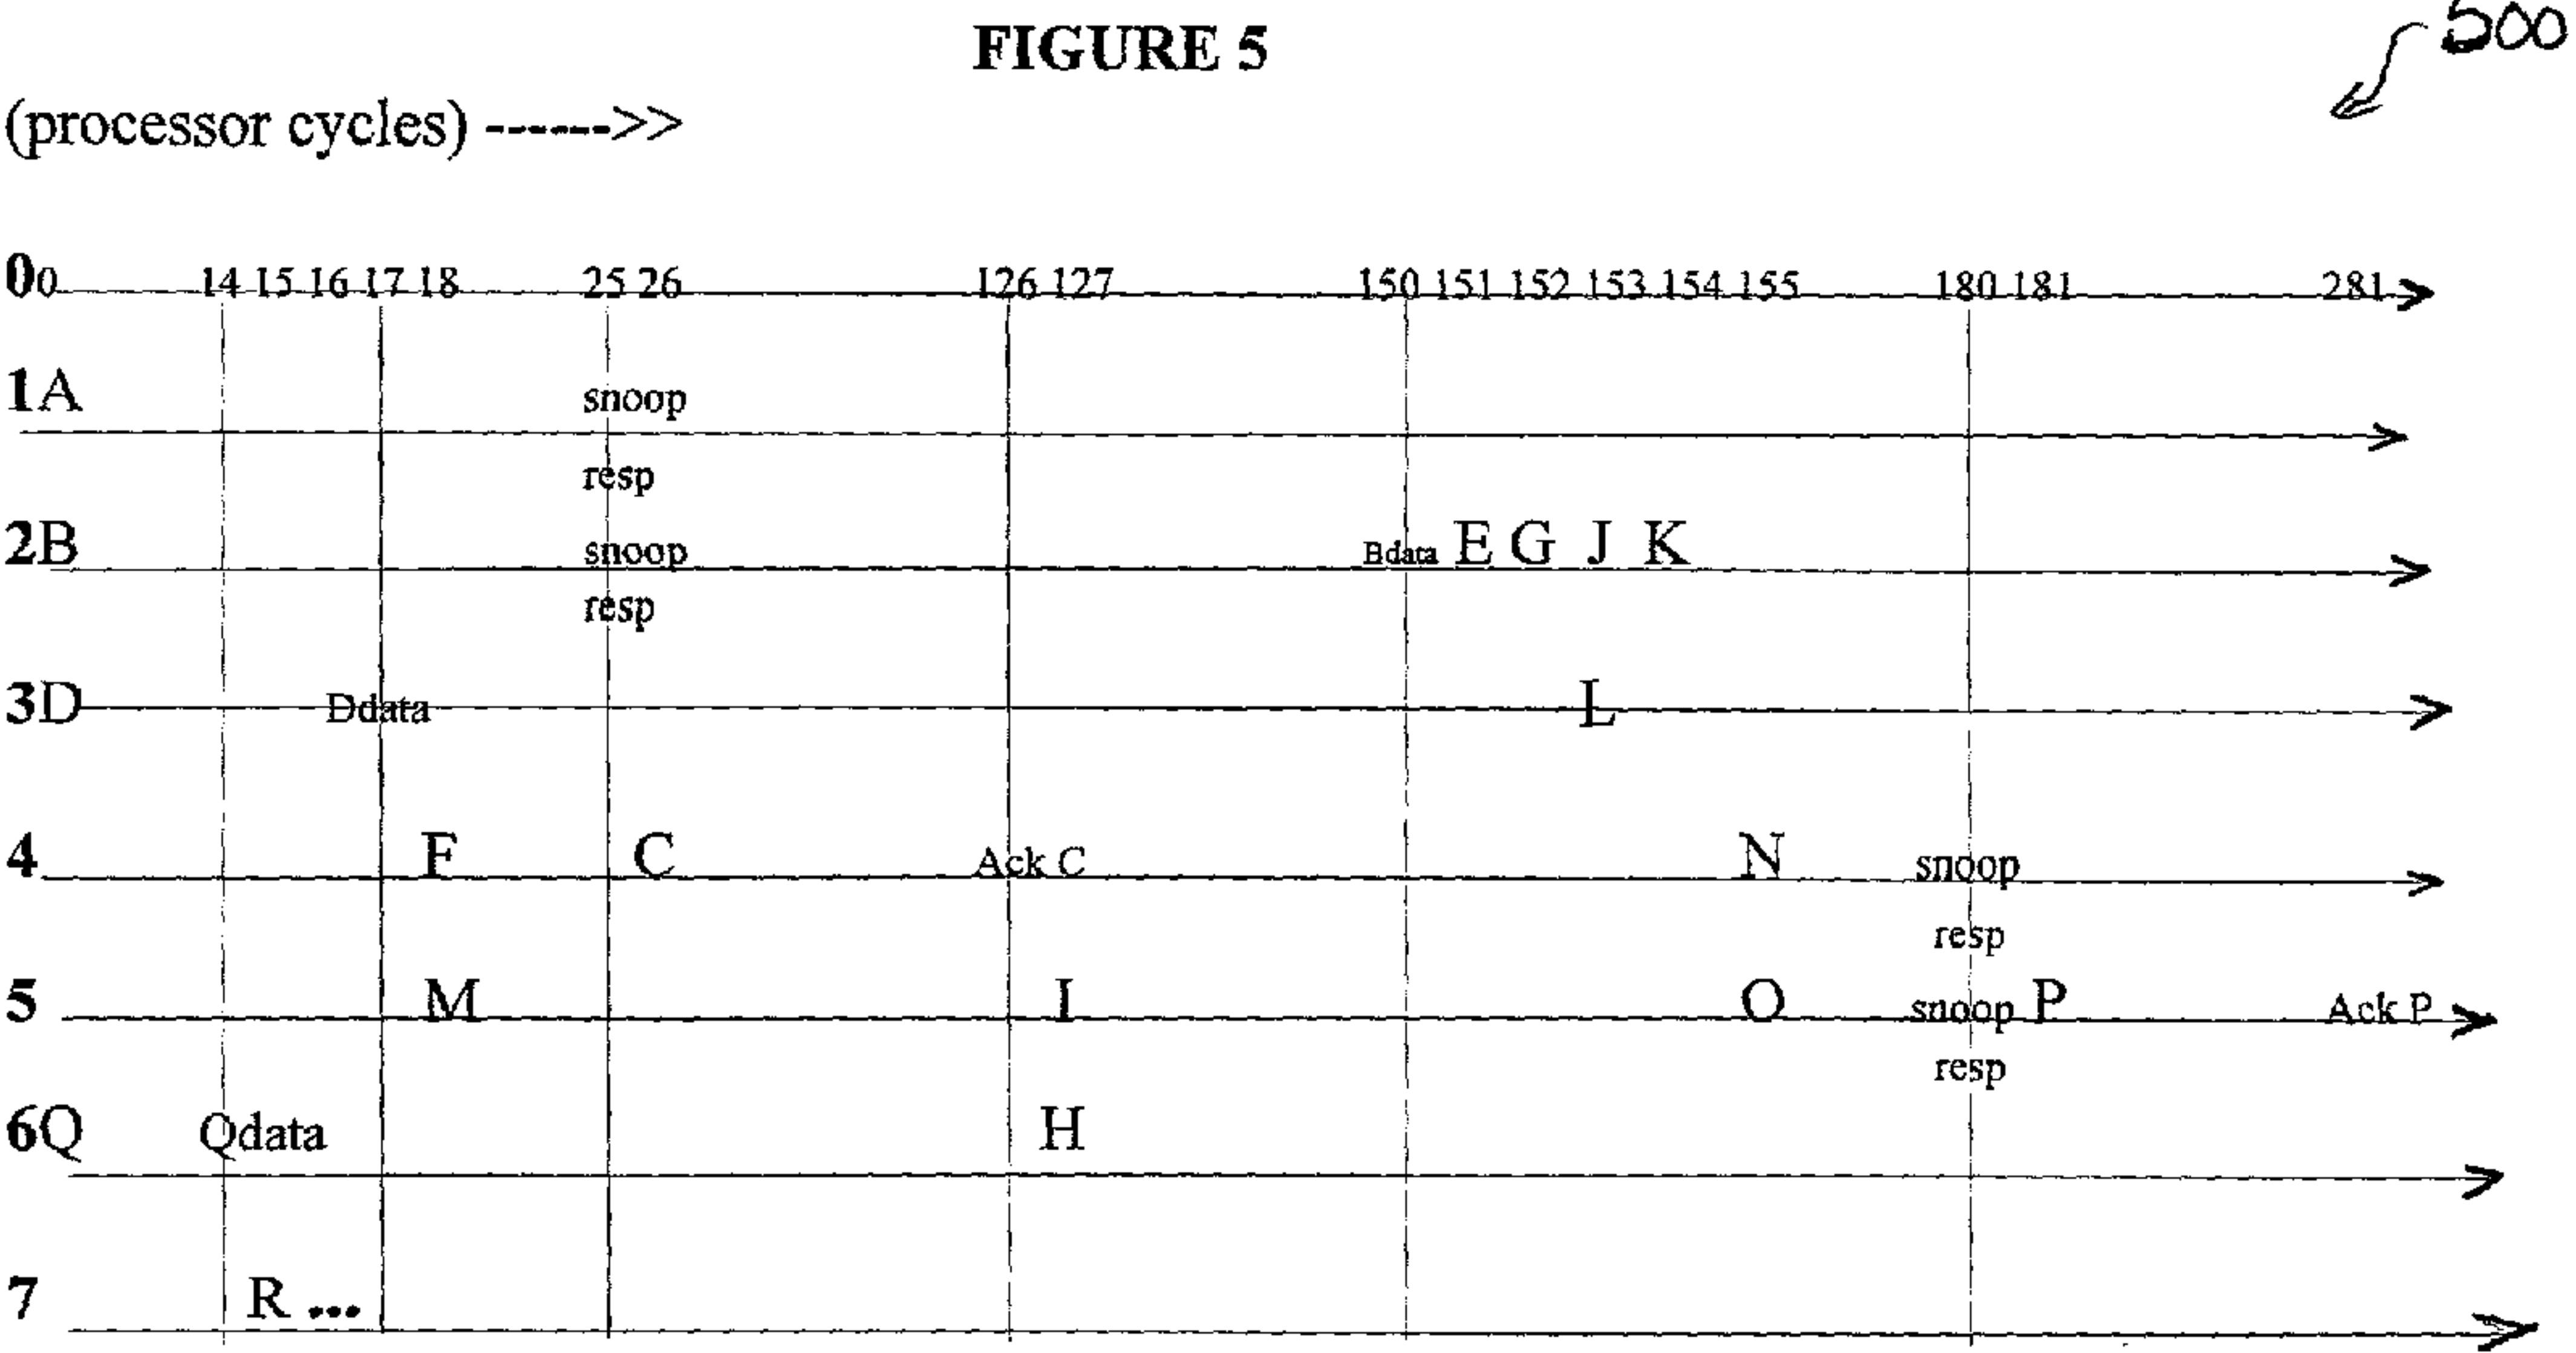 500
FIGURE 5
(processor cycles) ------>>
00 14 15 16 17 18 25 26 126 127 150 151 152 153 154 155 180 181 281
1A snoop
resp
2B snoop Bdata E G J K
resp
3D Ddata L
4 F C Ack C N snoop
resp
5 M I O snoop P Ack P
resp
6Q Qdata H
7 R ...